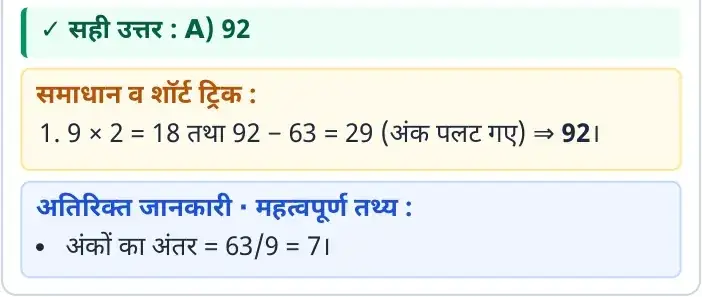 ✓ सही उत्तर : A) 92
समाधान व शॉर्ट ट्रिक :
1. 9 × 2 = 18 तथा 92 − 63 = 29 (अंक पलट गए) ⇒ 92।
अतिरिक्त जानकारी · महत्वपूर्ण तथ्य :
• अंकों का अंतर = 63/9 = 7।